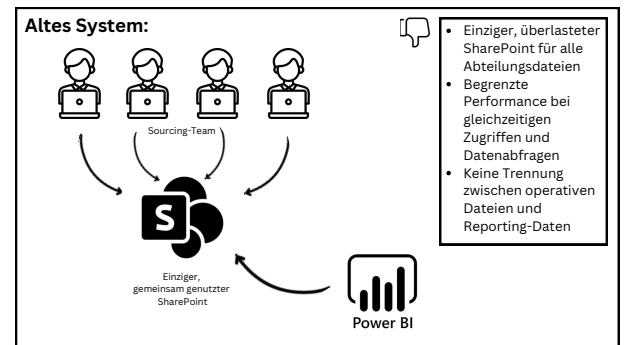 Altes System:
Sourcing-Team
S
Einziger,
gemeinsam genutzter
SharePoint
Power BI
• Einziger, überlasteter
SharePoint für alle
Abteilungsdateien
• Begrenzte
Performance bei
gleichzeitigen
Zugriffen und
Datenabfragen
• Keine Trennung
zwischen operativen
Dateien und
Reporting-Daten